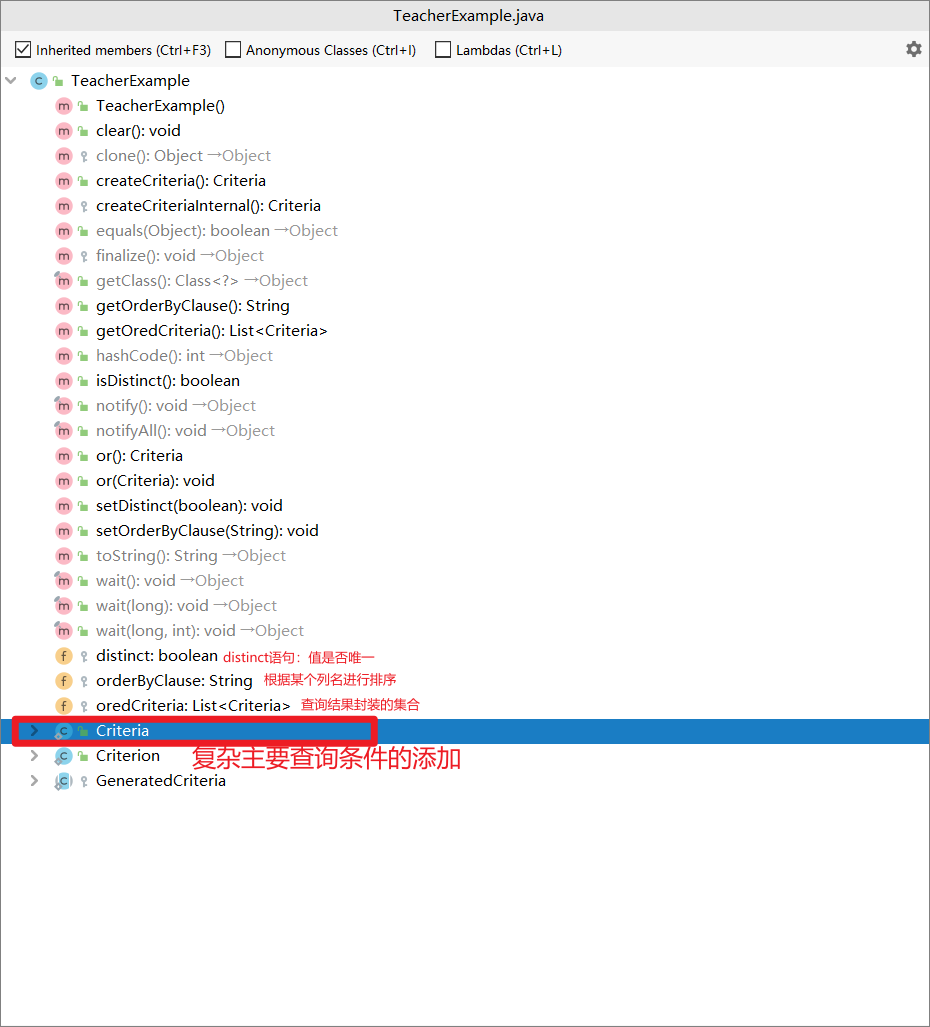 TeacherExample.java
Inherited members (Ctrl+F3) Anonymous Classes (Ctrl+I) Lambdas (Ctrl+L)
TeacherExample
TeacherExample()
clear(): void
clone(): Object →Object
createCriteria(): Criteria
createCriteriaInternal(): Criteria
equals(Object): boolean →Object
finalize(): void →Object
getClass(): Class<?> →Object
getOrderByClause(): String
getOredCriteria(): List<Criteria>
hashCode(): int →Object
isDistinct(): boolean
notify(): void →Object
notifyAll(): void →Object
or(): Criteria
or(Criteria): void
setDistinct(boolean): void
setOrderByClause(String): void
toString(): String →Object
wait(): void →Object
wait(long): void →Object
wait(long, int): void →Object
distinct: boolean distinct语句：值是否唯一
orderByClause: String 根据某个列名进行排序
oredCriteria: List<Criteria> 查询结果封装的集合
Criteria
Criterion 复杂主要查询条件的添加
GeneratedCriteria